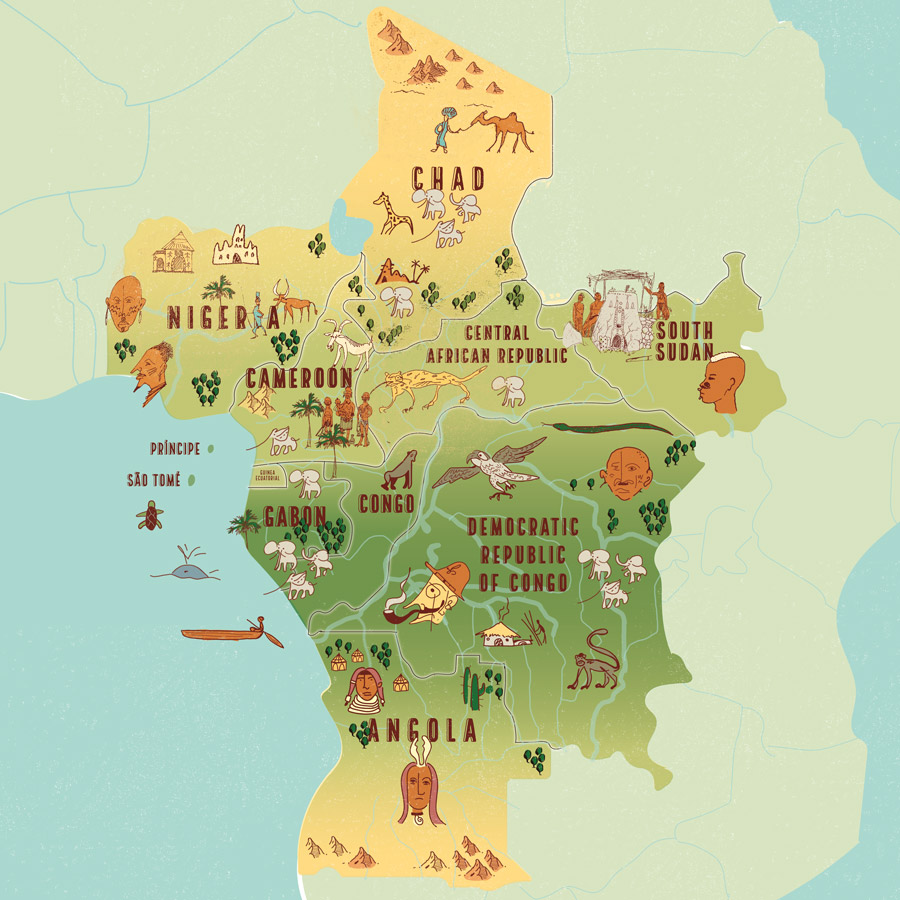 CHAD
NIGERIA
CENTRAL
AFRICAN REPUBLIC
SOUTH
SUDAN
CAMEROON
PRÍNCIPE
SÃO TOMÉ
GUINEA
ECUATORIAL
GABON
CONGO
DEMOCRATIC
REPUBLIC
OF CONGO
ANGOLA